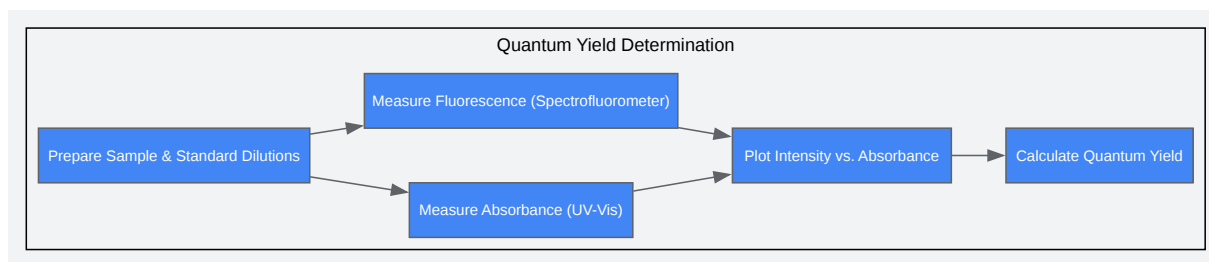 Quantum Yield Determination
Measure Fluorescence (Spectrofluorometer)
Prepare Sample & Standard Dilutions
Plot Intensity vs. Absorbance
Calculate Quantum Yield
Measure Absorbance (UV-Vis)